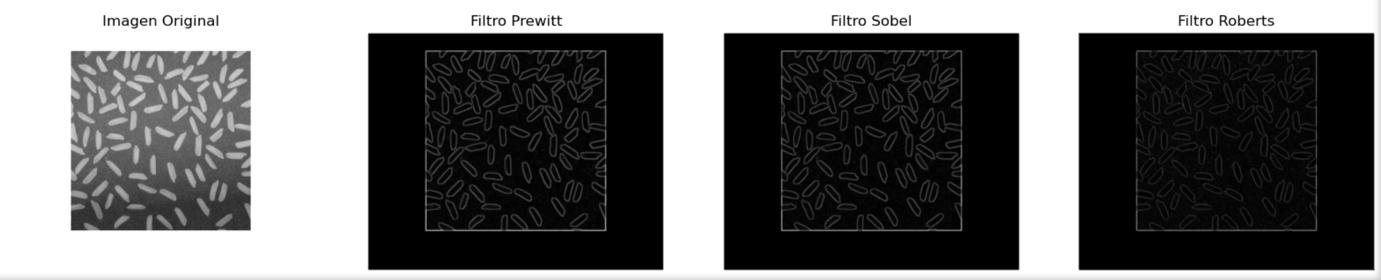 Imagen Original
Filtro Prewitt
Filtro Sobel
Filtro Roberts